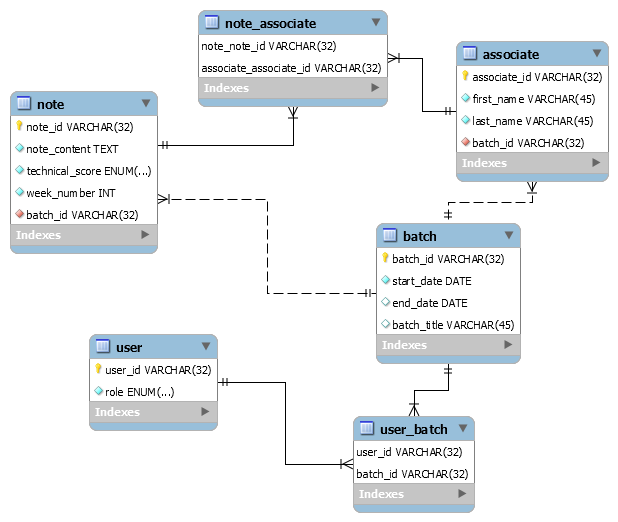 note_associate
note_note_id VARCHAR(32)
associate_associate_id VARCHAR(32)
Indexes
associate
associate_id VARCHAR(32)
first_name VARCHAR(45)
last_name VARCHAR(45)
batch_id VARCHAR(32)
Indexes
note
note_id VARCHAR(32)
note_content TEXT
technical_score ENUM(...)
week_number INT
batch_id VARCHAR(32)
Indexes
batch
batch_id VARCHAR(32)
start_date DATE
end_date DATE
batch_title VARCHAR(45)
Indexes
user
user_id VARCHAR(32)
role ENUM(...)
Indexes
user_batch
user_id VARCHAR(32)
batch_id VARCHAR(32)
Indexes